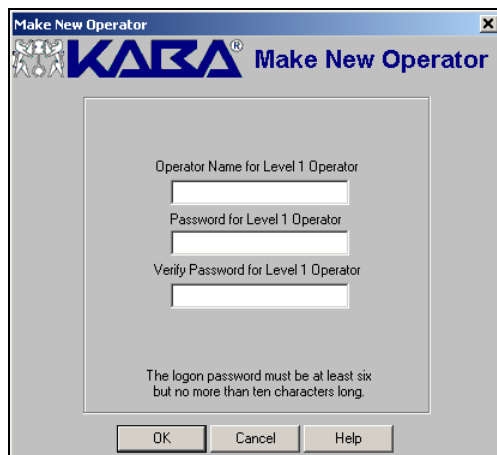 Make New Operator
KABA® Make New Operator
Operator Name for Level 1 Operator
Password for Level 1 Operator
Verify Password for Level 1 Operator
The logon password must be at least six
but no more than ten characters long.
OK Cancel Help